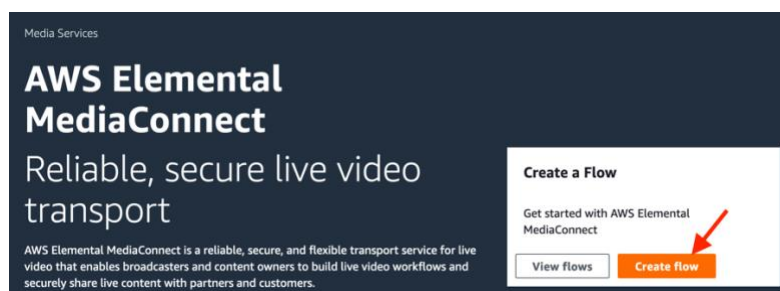 Media Services
AWS Elemental
MediaConnect
Reliable, secure live video
transport
AWS Elemental MediaConnect is a reliable, secure, and flexible transport service for live
video that enables broadcasters and content owners to build live video workflows and
securely share live content with partners and customers.
Create a Flow
Get started with AWS Elemental
MediaConnect
View flows
Create flow